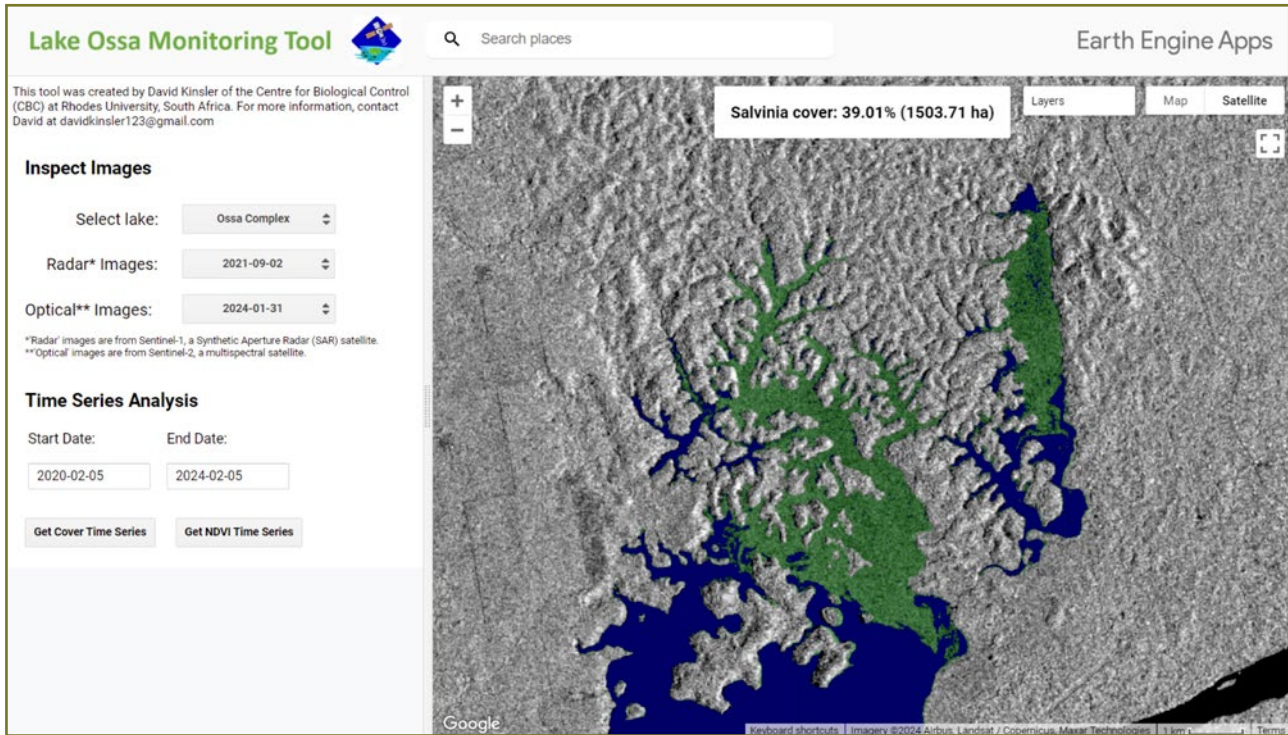 Lake Ossa Monitoring Tool
Search places
Earth Engine Apps
This tool was created by David Kinsler of the Centre for Biological Control
(CBC) at Rhodes University, South Africa. For more information, contact
David at davidkinsler123@gmail.com
Inspect Images
Select lake: Ossa Complex
Radar* Images: 2021-09-02
Optical** Images: 2024-01-31
*'Radar' images are from Sentinel-1, a Synthetic Aperture Radar (SAR) satellite.
**'Optical' images are from Sentinel-2, a multispectral satellite.
Time Series Analysis
Start Date: End Date:
2020-02-05 2024-02-05
Get Cover Time Series Get NDVI Time Series
+
−
Salvinia cover: 39.01% (1503.71 ha)
Layers
Map Satellite
Google
Keyboard shortcuts Imagery ©2024 Airbus, Landsat / Copernicus, Maxar Technologies 1 km Terms